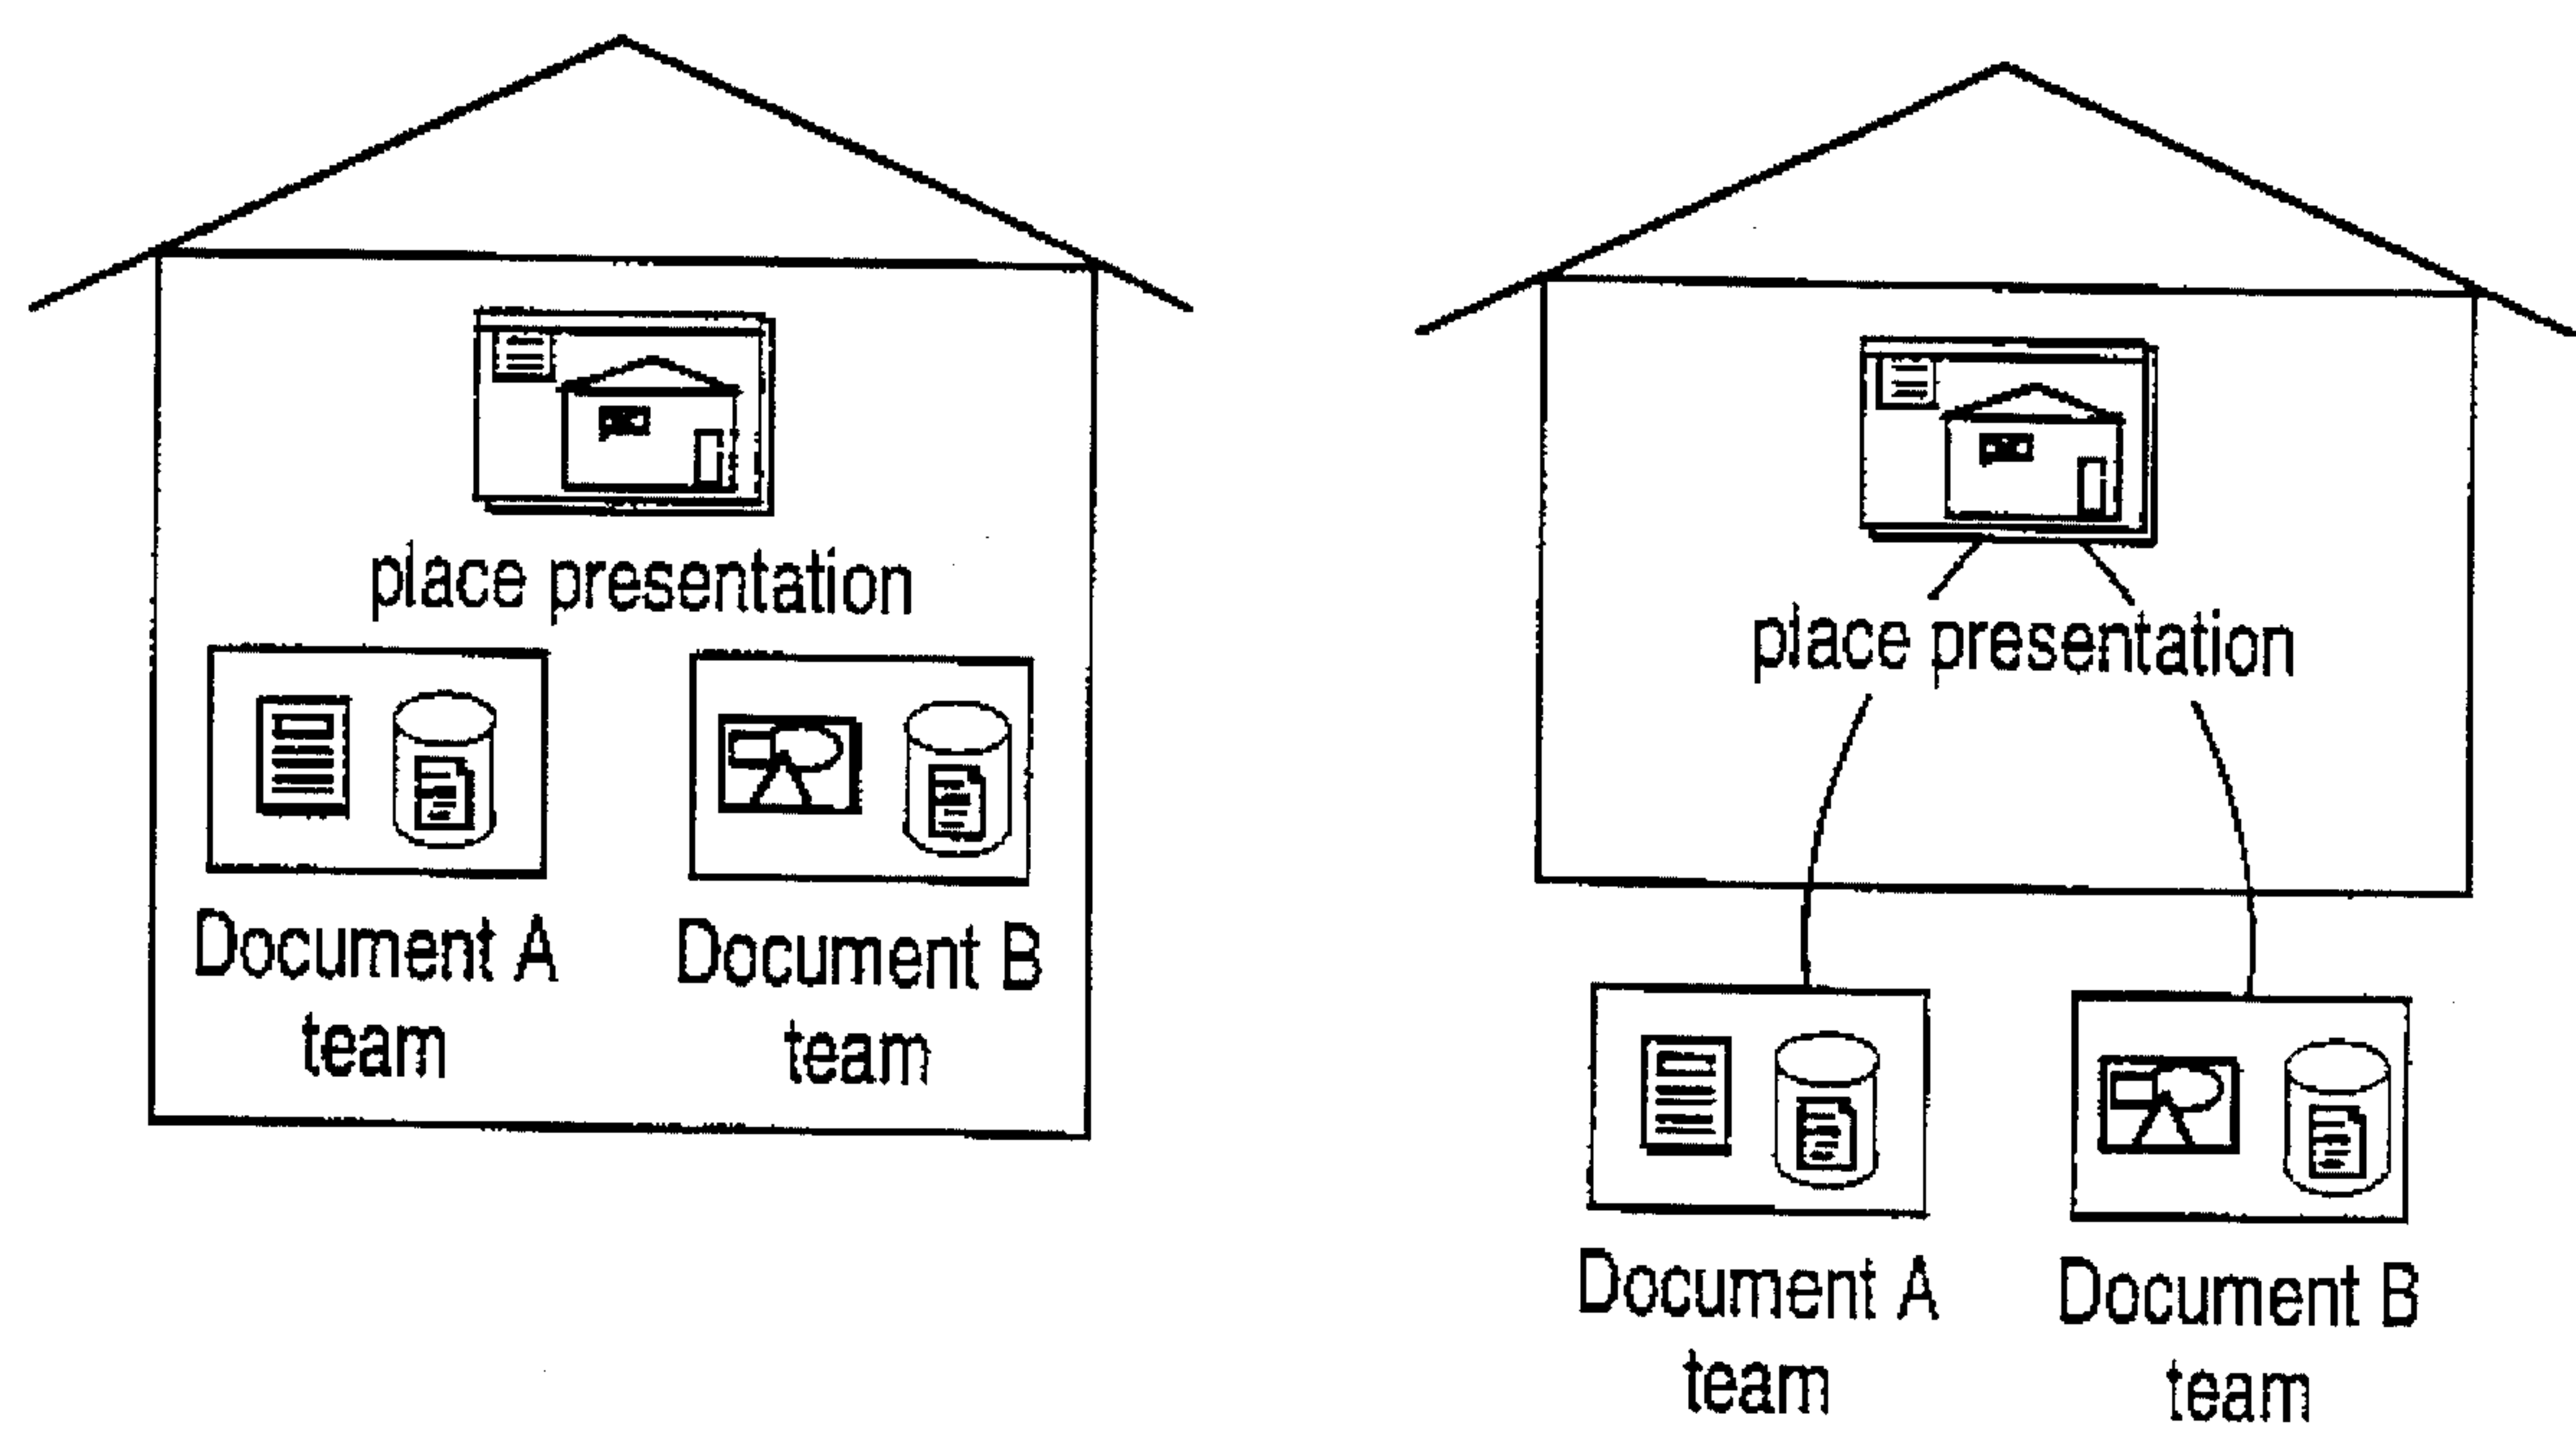 place presentation
Document A
team
Document B
team
place presentation
Document A
team
Document B
team